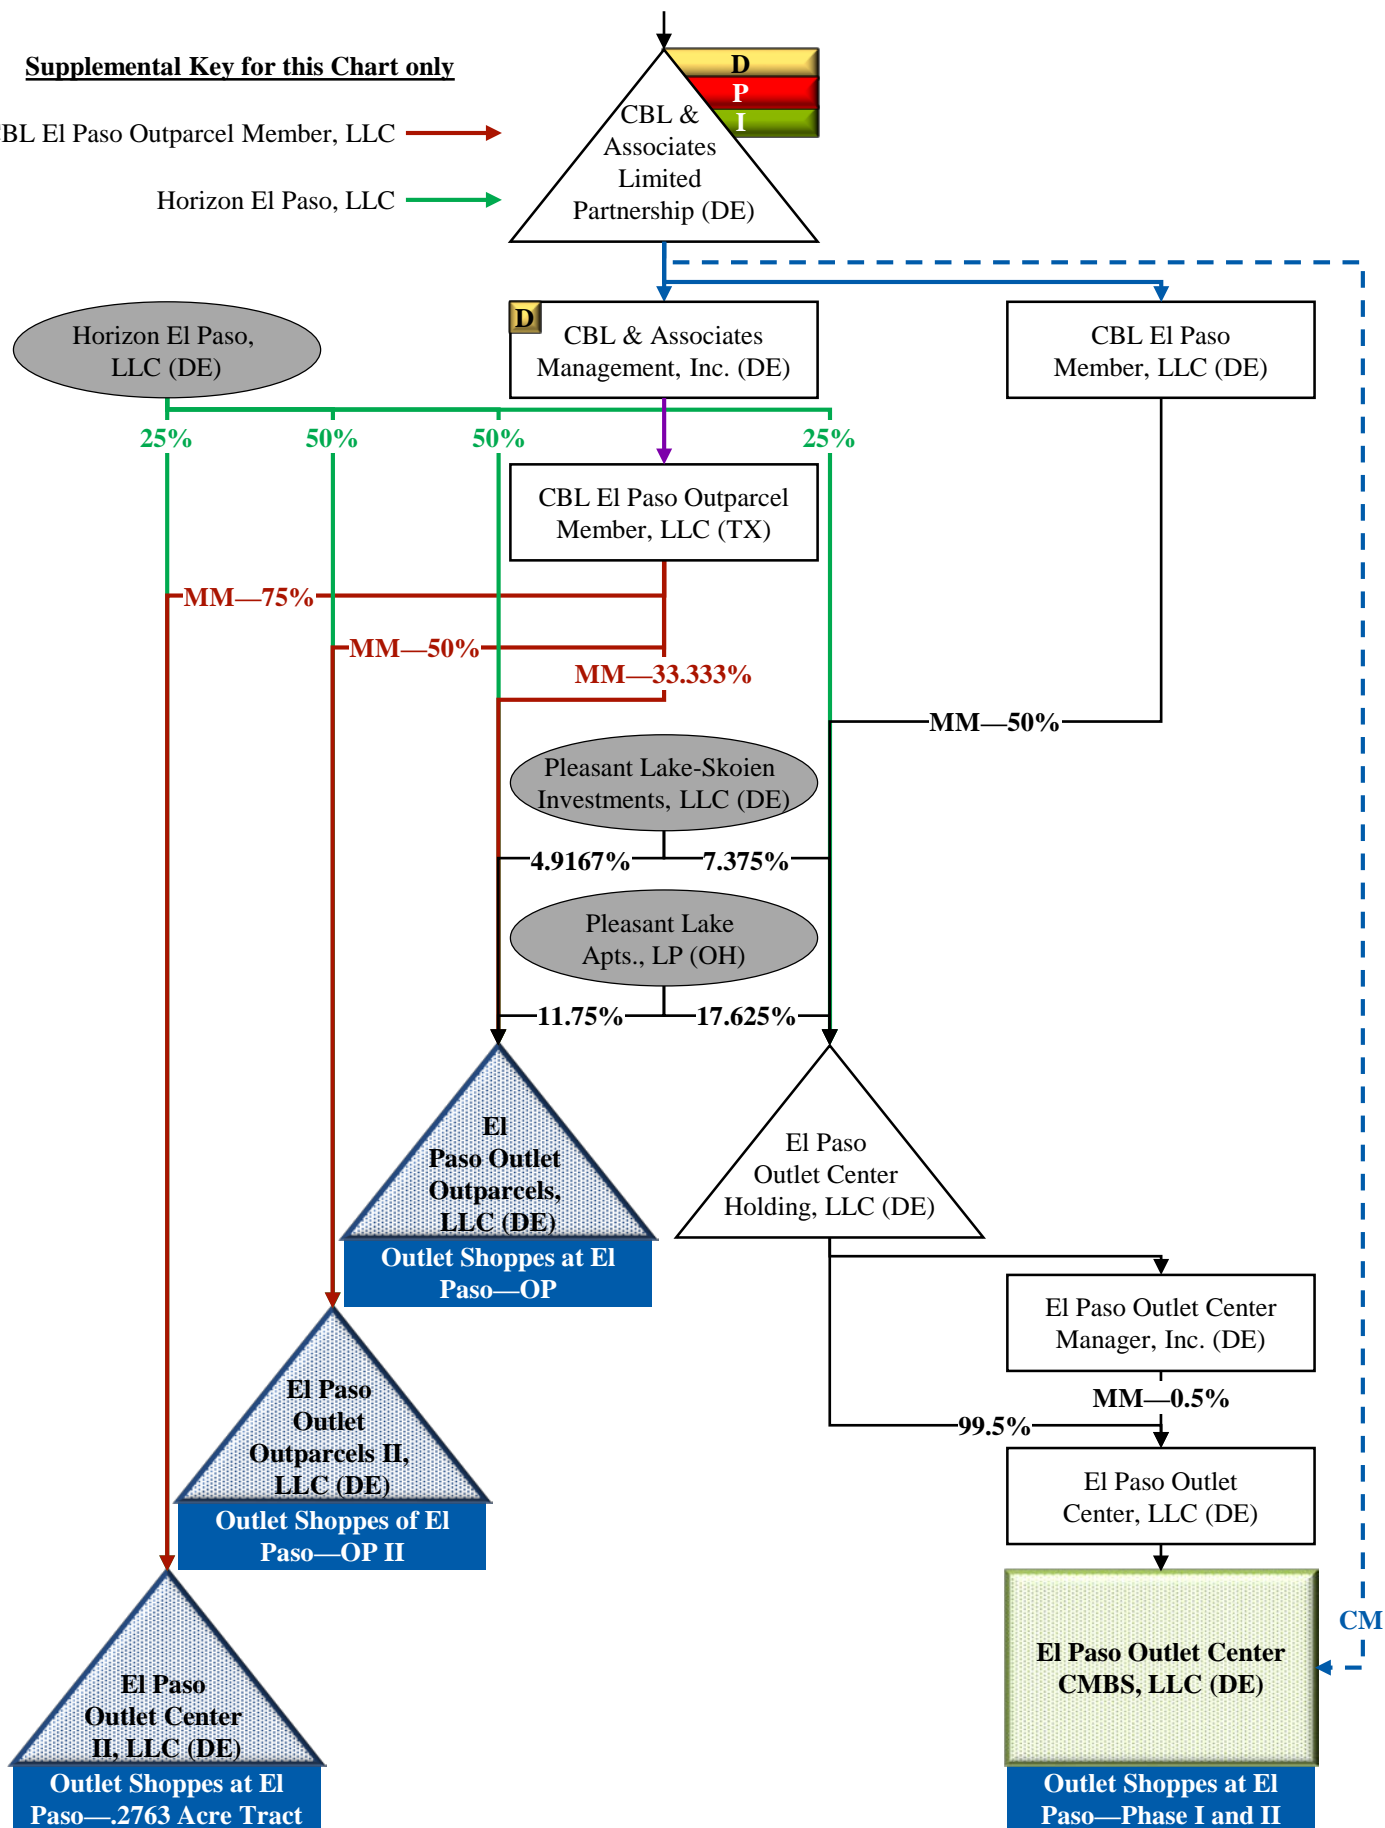 Supplemental Key for this Chart only
CBL El Paso Outparcel Member, LLC
Horizon El Paso, LLC
D
P
I
CBL &
Associates
Limited
Partnership (DE)
Horizon El Paso,
LLC (DE)
D
CBL & Associates
Management, Inc. (DE)
CBL El Paso
Member, LLC (DE)
25%
50%
50%
25%
CBL El Paso Outparcel
Member, LLC (TX)
MM—75%
MM—50%
MM—33.333%
MM—50%
Pleasant Lake-Skoien
Investments, LLC (DE)
4.9167%
7.375%
Pleasant Lake
Apts., LP (OH)
11.75%
17.625%
El
Paso Outlet
Outparcels,
LLC (DE)
Outlet Shoppes at El
Paso—OP
El Paso
Outlet Center
Holding, LLC (DE)
El Paso Outlet Center
Manager, Inc. (DE)
MM—0.5%
99.5%
El Paso
Outlet
Outparcels II,
LLC (DE)
Outlet Shoppes of El
Paso—OP II
El Paso Outlet
Center, LLC (DE)
CM
El Paso Outlet Center
CMBS, LLC (DE)
Outlet Shoppes at El
Paso—Phase I and II
El Paso
Outlet Center
II, LLC (DE)
Outlet Shoppes at El
Paso—.2763 Acre Tract